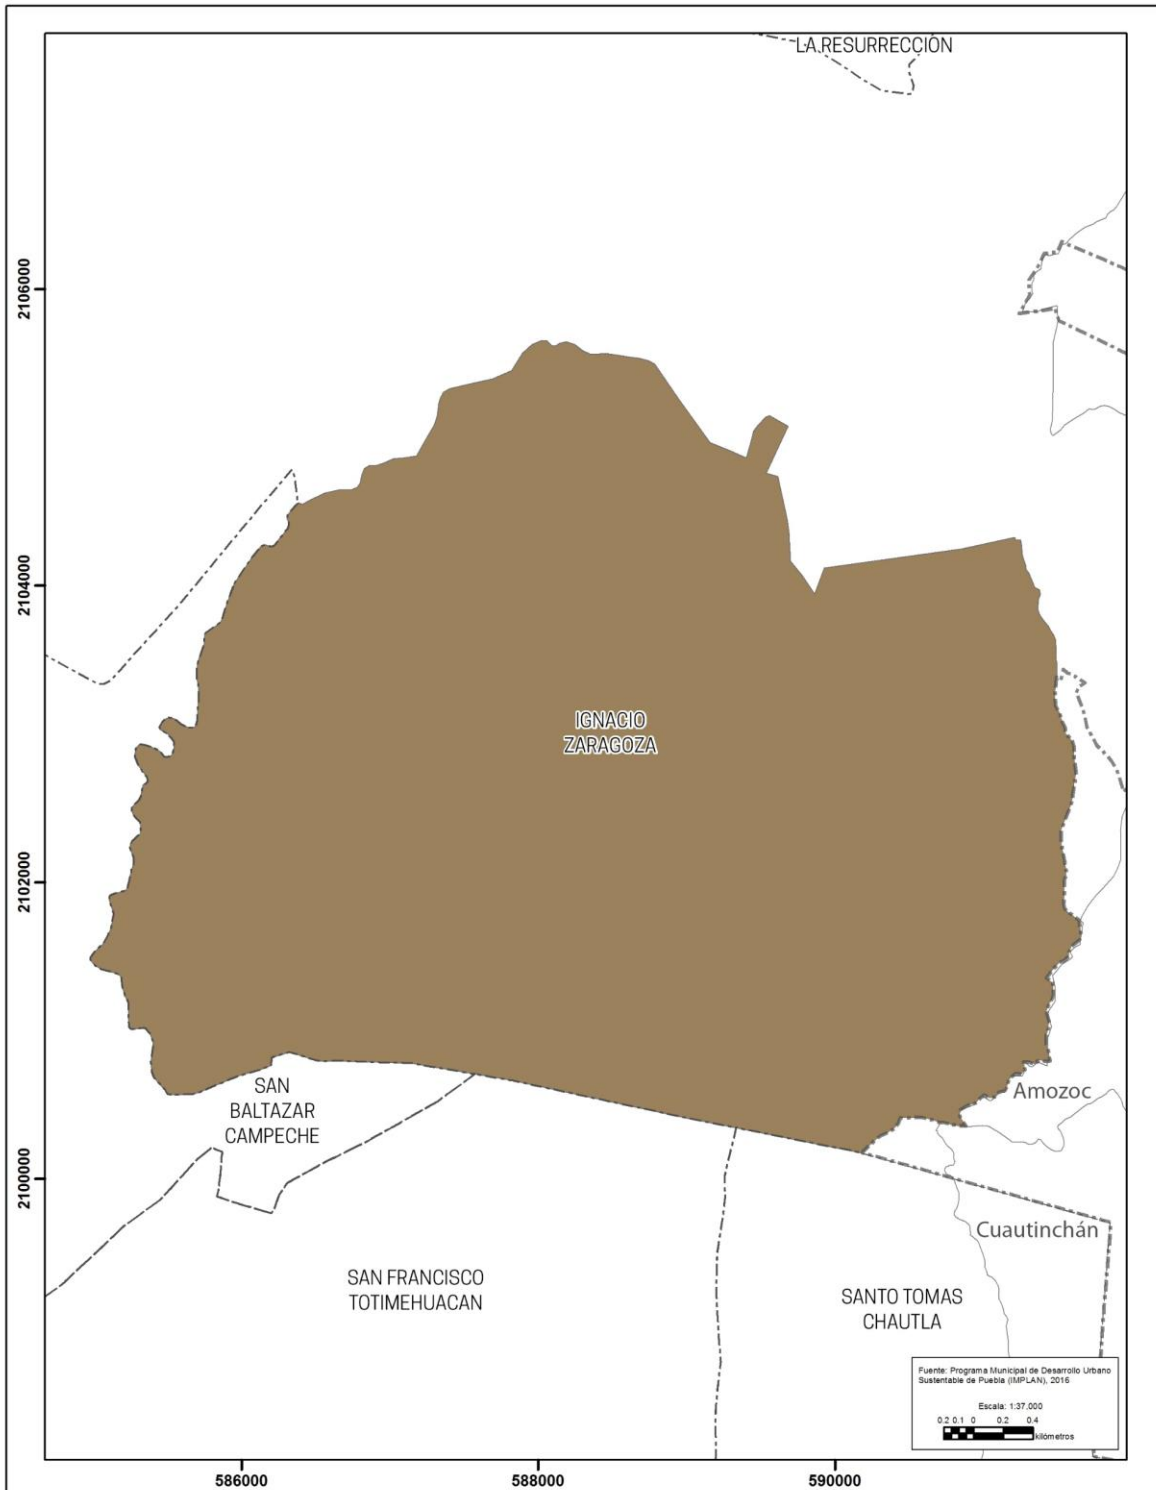 LA RESURRECCIÓN
2106000
2104000
IGNACIO
ZARAGOZA
2102000
SAN
BALTAZAR
CAMPECHE
Amozoc
2100000
Cuautinchán
SAN FRANCISCO
TOTIMEHUACAN
SANTO TOMAS
CHAUTLA
Fuente: Programa Municipal de Desarrollo Urbano
Sustentable de Puebla (IMPLAN), 2016
Escala: 1:37,000
0.2 0.1 0 0.2 0.4
kilómetros
586000 588000 590000